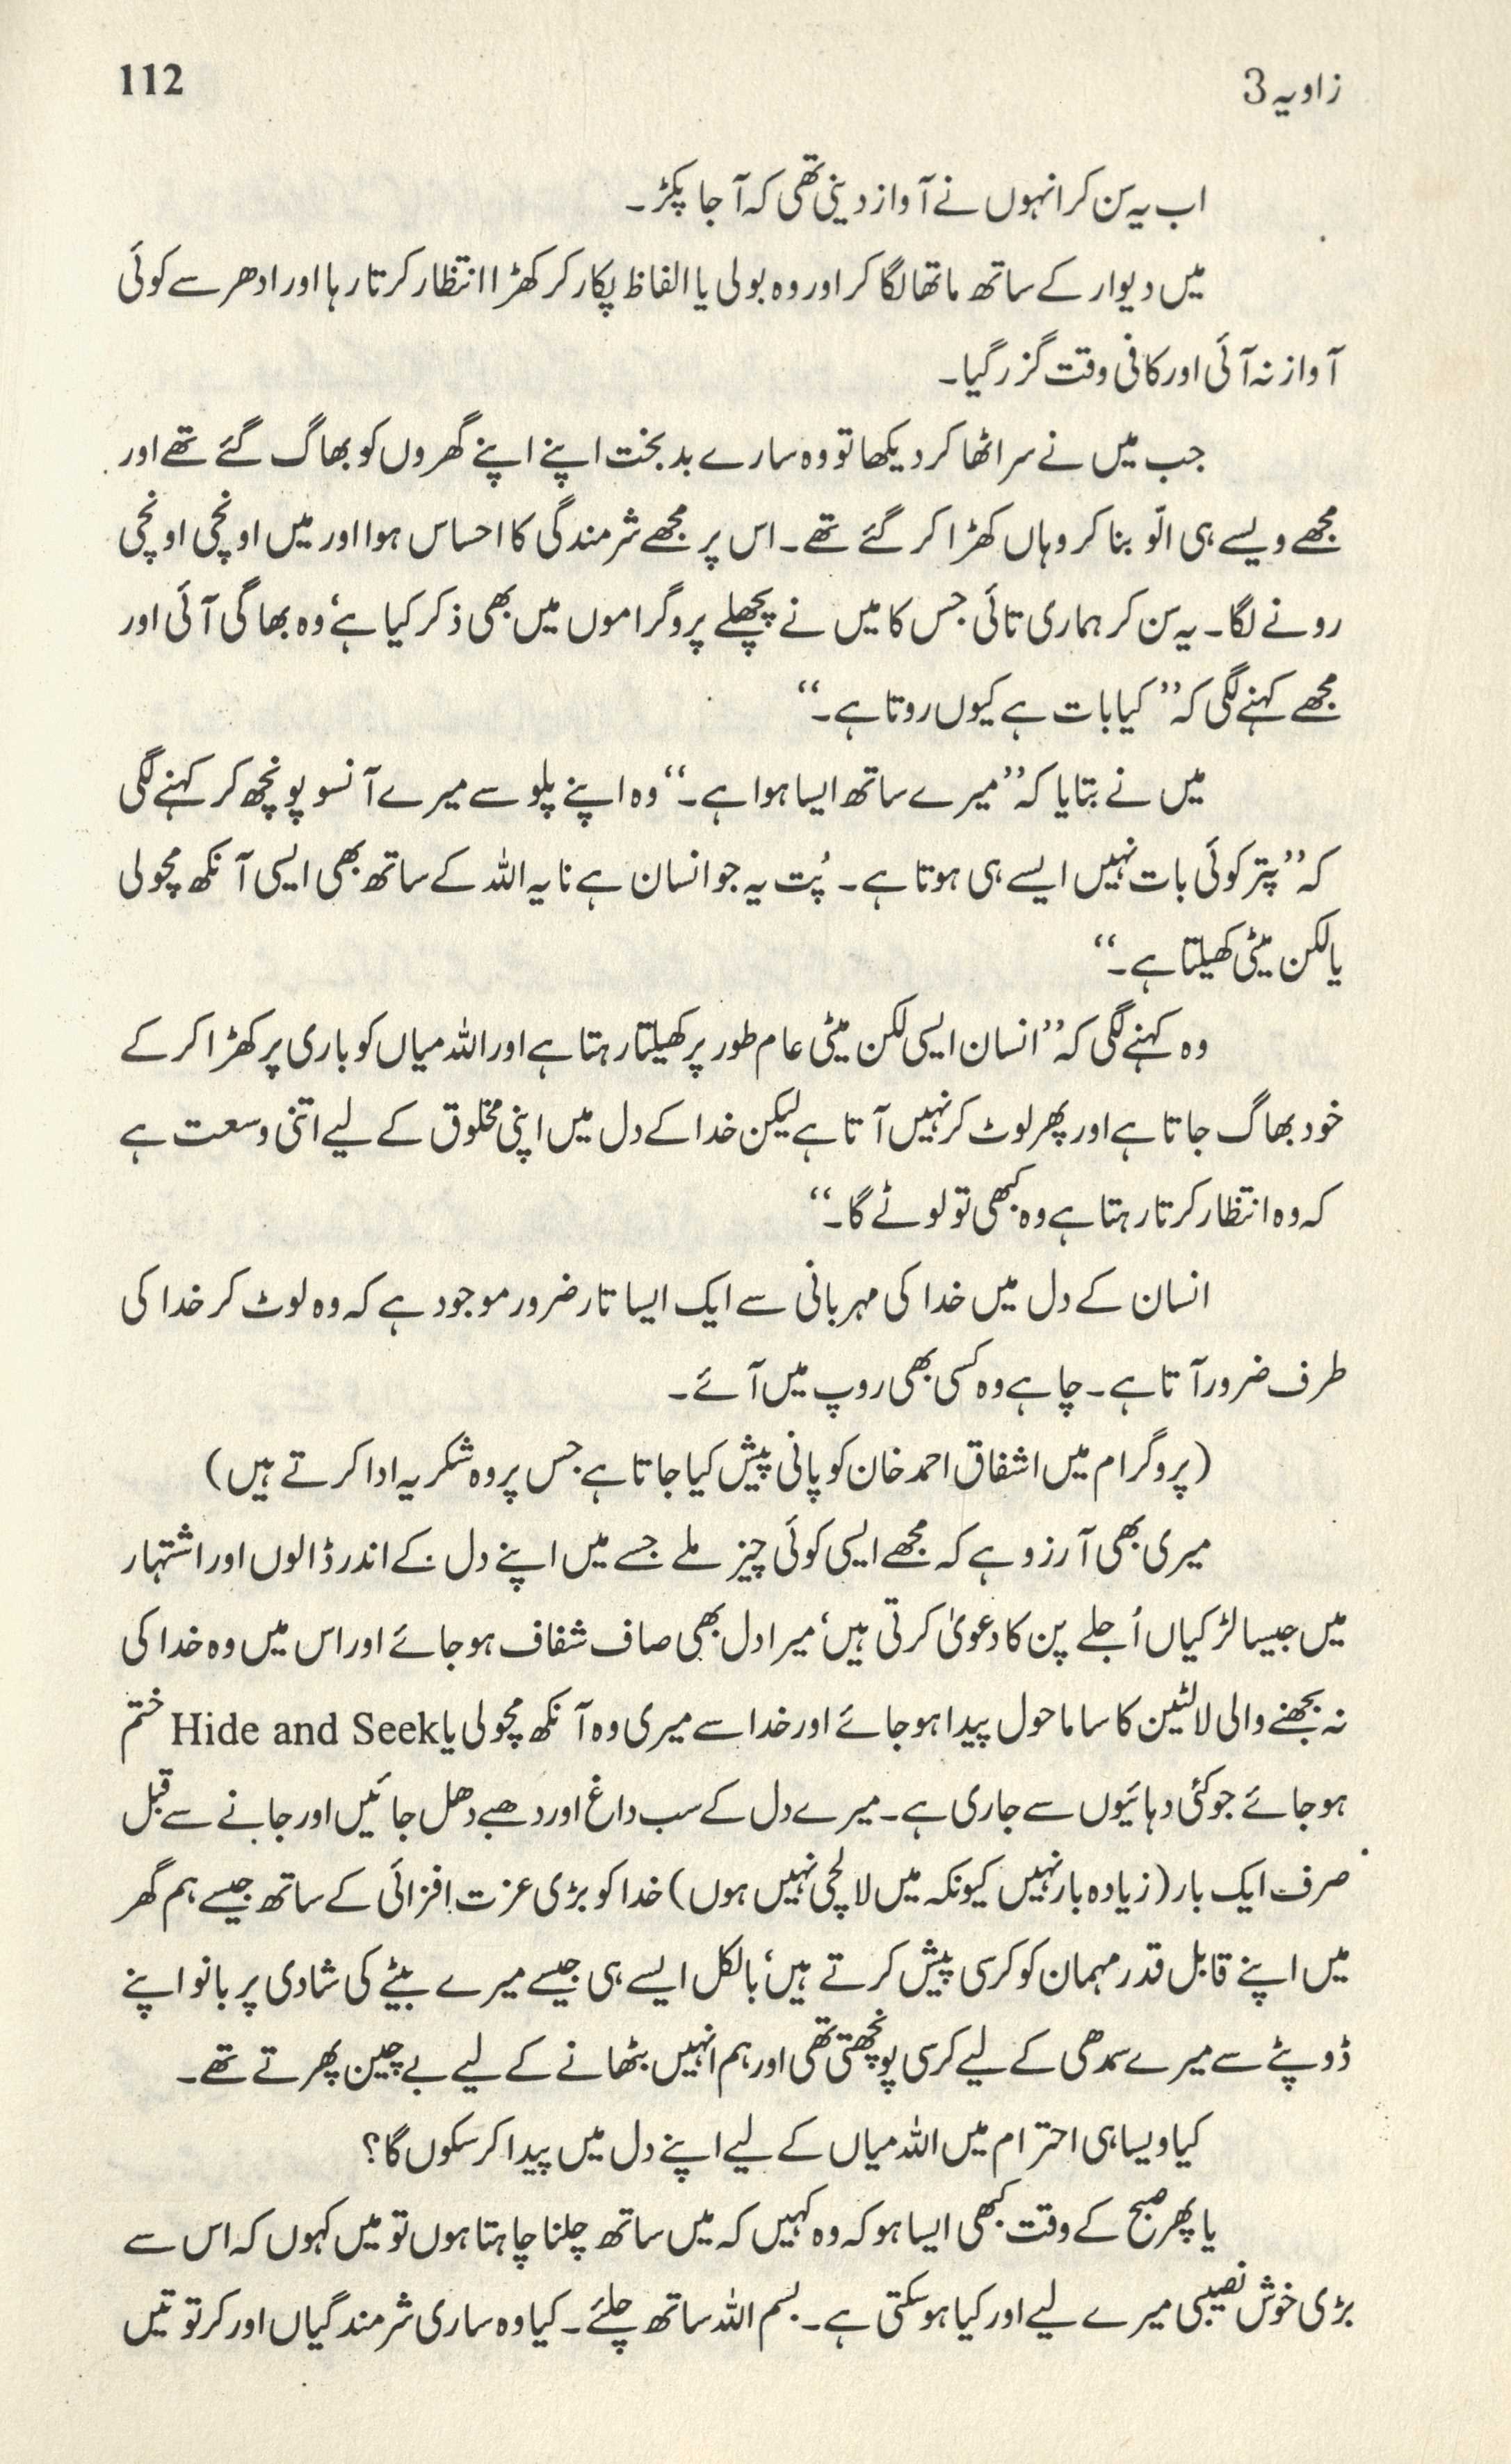 زاویہ 3
112
اب یہ سن کر انہوں نے آواز دینی تھی کہ آ جا پکڑ۔
میں دیوار کے ساتھ ماتھا لگا کر اور وہ بولی یا الفاظ پکار کر کھڑا انتظار کرتا رہا اور ادھر سے کوئی
آواز نہ آئی اور کافی وقت گزر گیا۔
جب میں نے سر اٹھا کر دیکھا تو وہ سارے بدبخت اپنے اپنے گھروں کو بھاگ گئے تھے اور
مجھے ویسے ہی الّو بنا کر وہاں کھڑا کر گئے تھے۔ اس پر مجھے شرمندگی کا احساس ہوا اور میں اونچی اونچی
رونے لگا۔ یہ سن کر ہماری تائی جس کا میں نے پچھلے پروگراموں میں بھی ذکر کیا ہے‘ وہ بھاگی آئی اور
مجھے کہنے لگی کہ ’’کیا بات ہے کیوں روتا ہے۔‘‘
میں نے بتایا کہ ’’میرے ساتھ ایسا ہوا ہے۔‘‘ وہ اپنے پلو سے میرے آنسو پونچھ کر کہنے لگی
کہ ’’پتر کوئی بات نہیں ایسے ہی ہوتا ہے۔ پُت یہ جو انسان ہے نا یہ اللہ کے ساتھ بھی ایسی آنکھ مچولی
یا لکن میٹی کھیلتا ہے۔‘‘
وہ کہنے لگی کہ ’’انسان ایسی لکن میٹی عام طور پر کھیلتا رہتا ہے اور اللہ میاں کو باری پر کھڑا کر کے
خود بھاگ جاتا ہے اور پھر لوٹ کر نہیں آتا ہے لیکن خدا کے دل میں اپنی مخلوق کے لیے اتنی وسعت ہے
کہ وہ انتظار کرتا رہتا ہے وہ کبھی تو لوٹے گا۔‘‘
انسان کے دل میں خدا کی مہربانی سے ایک ایسا تار ضرور موجود ہے کہ وہ لوٹ کر خدا کی
طرف ضرور آتا ہے۔ چاہے وہ کسی بھی روپ میں آئے۔
(پروگرام میں اشفاق احمد خان کو پانی پیش کیا جاتا ہے جس پر وہ شکریہ ادا کرتے ہیں)
میری بھی آرزو ہے کہ مجھے ایسی کوئی چیز ملے جسے میں اپنے دل کے اندر ڈالوں اور اشتہار
میں جیسا لڑکیاں اُجلے پن کا دعویٰ کرتی ہیں‘ میرا دل بھی صاف شفاف ہو جائے اور اس میں وہ خدا کی
نہ بجھنے والی لالٹین کا سا ماحول پیدا ہو جائے اور خدا سے میری وہ آنکھ مچولی یا Hide and Seek ختم
ہو جائے جو کئی دہائیوں سے جاری ہے۔ میرے دل کے سب داغ اور دھبے دھل جائیں اور جانے سے قبل
صرف ایک بار (زیادہ بار نہیں کیونکہ میں لالچی نہیں ہوں) خدا کو بڑی عزت افزائی کے ساتھ جیسے ہم گھر
میں اپنے قابل قدر مہمان کو کرسی پیش کرتے ہیں‘ بالکل ایسے ہی جیسے میرے بیٹے کی شادی پر بانو اپنے
ڈوپٹے سے میرے سمدھی کے لیے کرسی پونچھتی تھی اور ہم انہیں بٹھانے کے لیے بے چین پھرتے تھے۔
کیا ویسا ہی احترام میں اللہ میاں کے لیے اپنے دل میں پیدا کر سکوں گا؟
یا پھر صبح کے وقت کبھی ایسا ہو کہ وہ کہیں کہ میں ساتھ چلنا چاہتا ہوں تو میں کہوں کہ اس سے
بڑی خوش نصیبی میرے لیے اور کیا ہو سکتی ہے۔ بسم اللہ ساتھ چلئے۔ کیا وہ ساری شرمندگیاں اور کرتوتیں